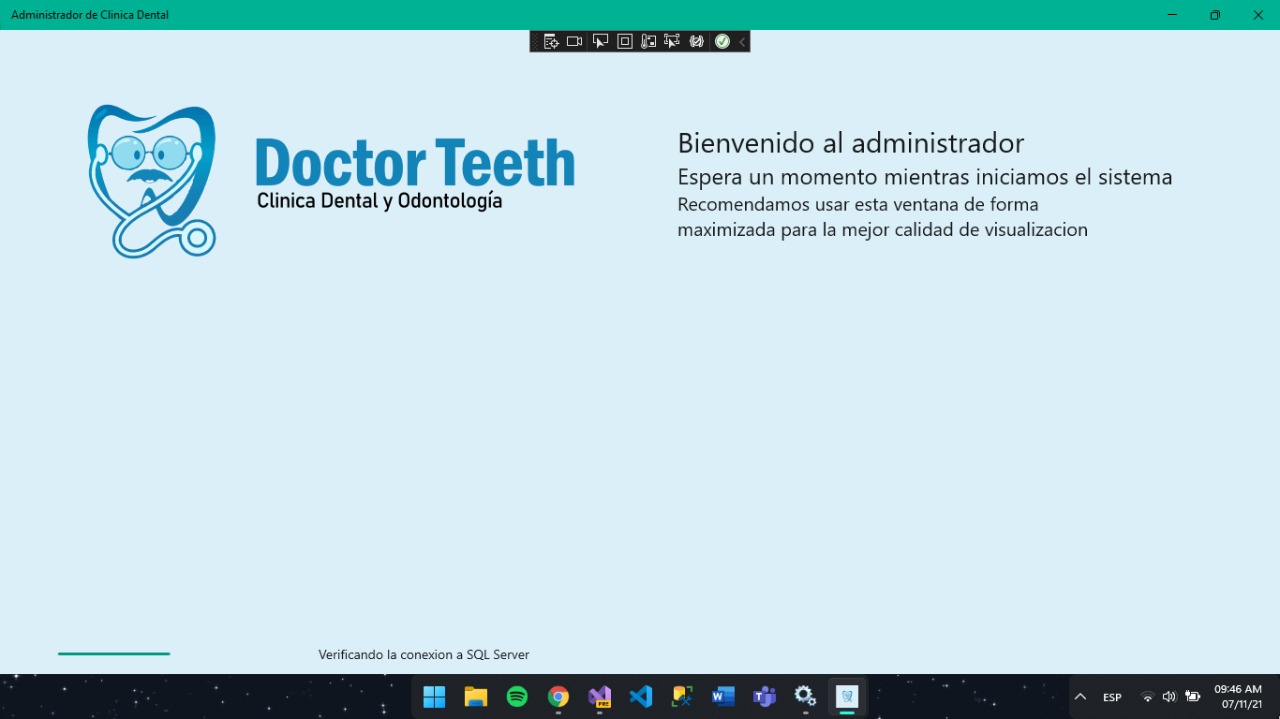 Administrador de Clinica Dental
Doctor Teeth
Clinica Dental y Odontología
Bienvenido al administrador
Espera un momento mientras iniciamos el sistema
Recomendamos usar esta ventana de forma
maximizada para la mejor calidad de visualizacion
Verificando la conexion a SQL Server
PRE
W
T
ESP
09:46 AM
07/11/21